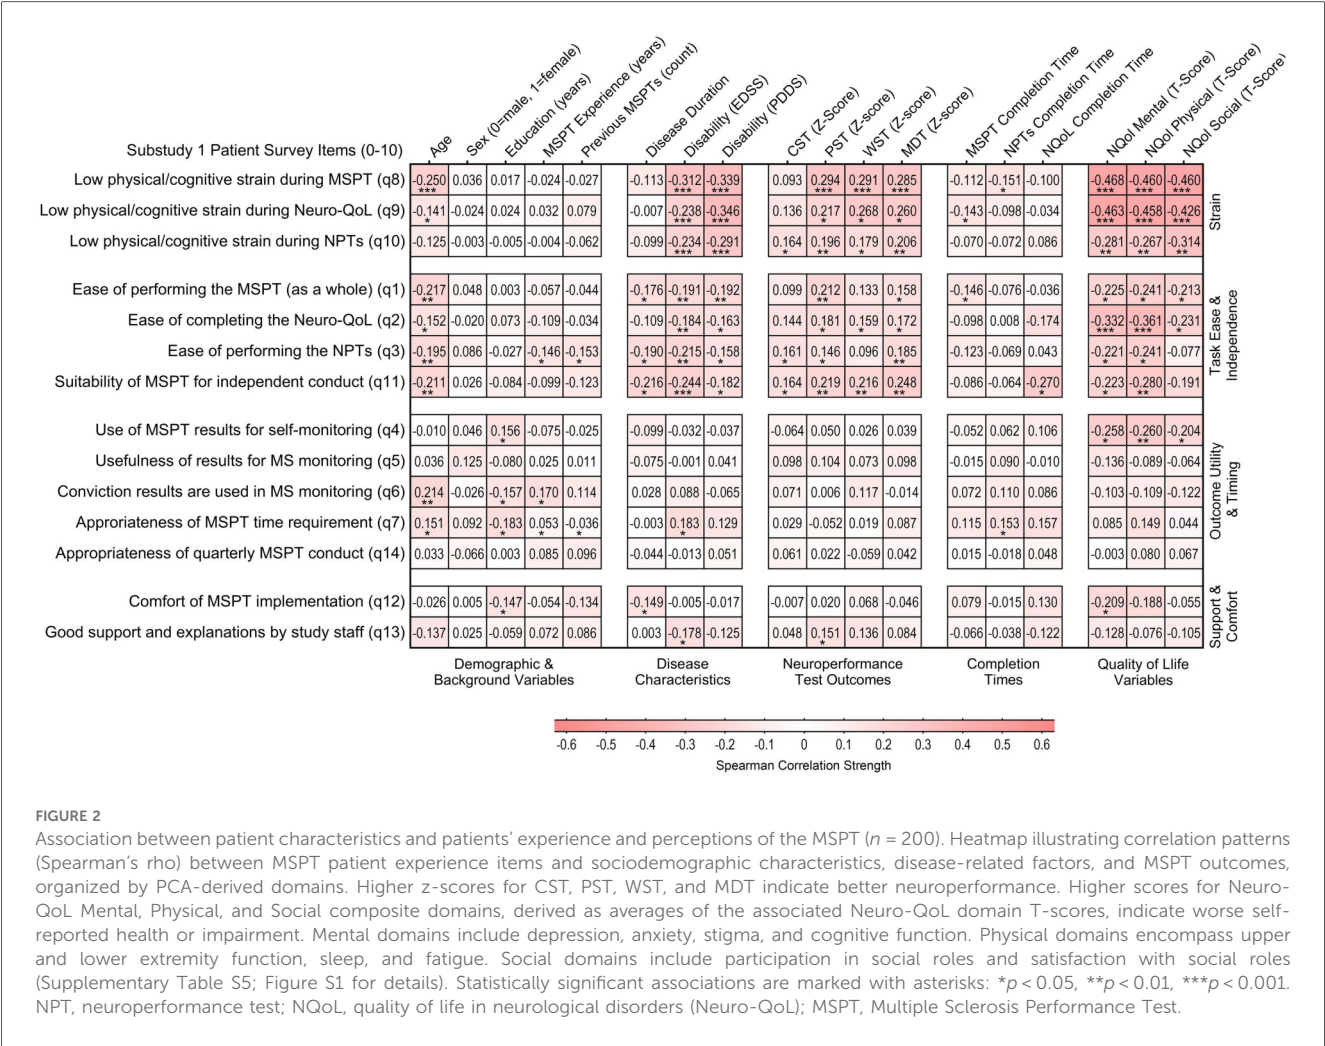 Age
Sex (0=male, 1=female)
Education (years)
MSPT Experience (years)
Previous MSPTs (count)
Disease Duration
Disability (EDSS)
Disability (PDDS)
CST (Z-Score)
PST (Z-score)
WST (Z-score)
MDT (Z-score)
MSPT Completion Time
NPTs Completion Time
NQoL Completion Time
NQol Mental (T-Score)
NQol Physical (T-Score)
NQol Social (T-Score)
Substudy 1 Patient Survey Items (0-10)
Low physical/cognitive strain during MSPT (q8) -0.250 0.036 0.017 -0.024 -0.027 -0.113 -0.312 -0.339 0.093 0.294 0.291 0.285 -0.112 -0.151 -0.100 -0.468 -0.460 -0.460
*** *** *** *** *** *** * *** *** ***
Low physical/cognitive strain during Neuro-QoL (q9) -0.141 -0.024 0.024 0.032 0.079 -0.007 -0.238 -0.346 0.136 0.217 0.268 0.260 -0.143 -0.098 -0.034 -0.463 -0.458 -0.426
* *** *** * *** * * *** *** ***
Low physical/cognitive strain during NPTs (q10) -0.125 -0.003 -0.005 -0.004 -0.062 -0.099 -0.234 -0.291 0.164 0.196 0.179 0.206 -0.070 -0.072 0.086 -0.281 -0.267 -0.314
*** *** * ** * ** ** *** **
Strain
Ease of performing the MSPT (as a whole) (q1) -0.217 0.048 0.003 -0.057 -0.044 -0.176 -0.191 -0.192 0.099 0.212 0.133 0.158 -0.146 -0.076 -0.036 -0.225 -0.241 -0.213
** * ** ** ** * * * * *
Ease of completing the Neuro-QoL (q2) -0.152 -0.020 0.073 -0.109 -0.034 -0.109 -0.184 -0.163 0.144 0.181 0.159 0.172 -0.098 0.008 -0.174 -0.332 -0.361 -0.231
* ** * * * * *** *** *
Ease of performing the NPTs (q3) -0.195 0.086 -0.027 -0.146 -0.153 -0.190 -0.215 -0.158 0.161 0.146 0.096 0.185 -0.123 -0.069 0.043 -0.221 -0.241 -0.077
** * * * ** * * * ** * *
Suitability of MSPT for independent conduct (q11) -0.211 0.026 -0.084 -0.099 -0.123 -0.216 -0.244 -0.182 0.164 0.219 0.216 0.248 -0.086 -0.064 -0.270 -0.223 -0.280 -0.191
** * *** * * ** ** ** * * **
Task Ease &
Independence
Use of MSPT results for self-monitoring (q4) -0.010 0.046 0.156 -0.075 -0.025 -0.099 -0.032 -0.037 -0.064 0.050 0.026 0.039 -0.052 0.062 0.106 -0.258 -0.260 -0.204
* * ** *
Usefulness of results for MS monitoring (q5) 0.036 0.125 -0.080 0.025 0.011 -0.075 -0.001 0.041 0.098 0.104 0.073 0.098 -0.015 0.090 -0.010 -0.136 -0.089 -0.064
Conviction results are used in MS monitoring (q6) 0.214 -0.026 -0.157 0.170 0.114 0.028 0.088 -0.065 0.071 0.006 0.117 -0.014 0.072 0.110 0.086 -0.103 -0.109 -0.122
** * *
Approriateness of MSPT time requirement (q7) 0.151 0.092 -0.183 0.053 -0.036 -0.003 0.183 0.129 0.029 -0.052 0.019 0.087 0.115 0.153 0.157 0.085 0.149 0.044
* * * * * *
Appropriateness of quarterly MSPT conduct (q14) 0.033 -0.066 0.003 0.085 0.096 -0.044 -0.013 0.051 0.061 0.022 -0.059 0.042 0.015 -0.018 0.048 -0.003 0.080 0.067
Outcome Utility
& Timing
Comfort of MSPT implementation (q12) -0.026 0.005 -0.147 -0.054 -0.134 -0.149 -0.005 -0.017 -0.007 0.020 0.068 -0.046 0.079 -0.015 0.130 -0.209 -0.188 -0.055
* * *
Good support and explanations by study staff (q13) -0.137 0.025 -0.059 0.072 0.086 0.003 -0.178 -0.125 0.048 0.151 0.136 0.084 -0.066 -0.038 -0.122 -0.128 -0.076 -0.105
* *
Support &
Comfort
Demographic &
Background Variables
Disease
Characteristics
Neuroperformance
Test Outcomes
Completion
Times
Quality of Llife
Variables
-0.6 -0.5 -0.4 -0.3 -0.2 -0.1 0 0.1 0.2 0.3 0.4 0.5 0.6
Spearman Correlation Strength
FIGURE 2
Association between patient characteristics and patients' experience and perceptions of the MSPT (n = 200). Heatmap illustrating correlation patterns
(Spearman's rho) between MSPT patient experience items and sociodemographic characteristics, disease-related factors, and MSPT outcomes,
organized by PCA-derived domains. Higher z-scores for CST, PST, WST, and MDT indicate better neuroperformance. Higher scores for Neuro-
QoL Mental, Physical, and Social composite domains, derived as averages of the associated Neuro-QoL domain T-scores, indicate worse self-
reported health or impairment. Mental domains include depression, anxiety, stigma, and cognitive function. Physical domains encompass upper
and lower extremity function, sleep, and fatigue. Social domains include participation in social roles and satisfaction with social roles
(Supplementary Table S5; Figure S1 for details). Statistically significant associations are marked with asterisks: *p < 0.05, **p < 0.01, ***p < 0.001.
NPT, neuroperformance test; NQoL, quality of life in neurological disorders (Neuro-QoL); MSPT, Multiple Sclerosis Performance Test.